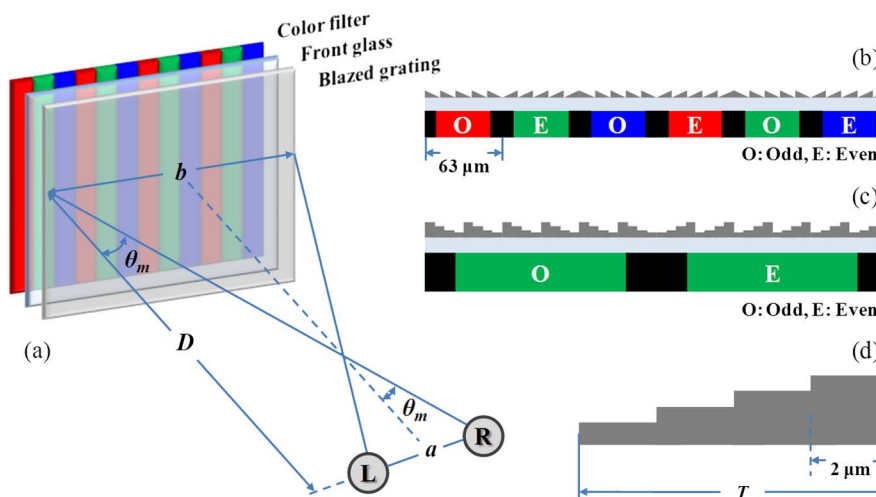 Color filter
Front glass
Blazed grating
b
θm
D
(a)
θm
a
R
L
(b)
O E O E O E
63 μm
O: Odd, E: Even
(c)
O E
O: Odd, E: Even
(d)
2 μm
T